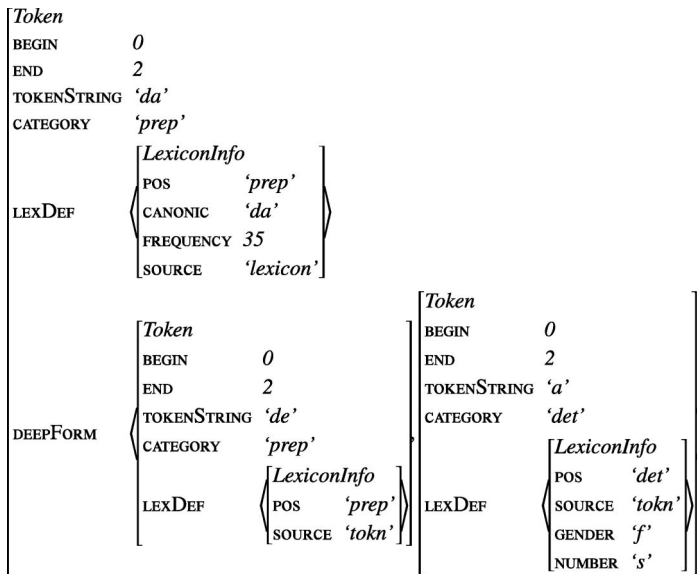 Token
BEGIN 0
END 2
TOKENSTRING ‘da’
CATEGORY ‘prep’
LEXDEF
LexiconInfo
POS ‘prep’
CANONIC ‘da’
FREQUENCY 35
SOURCE ‘lexicon’
DEEPFORM
Token
BEGIN 0
END 2
TOKENSTRING ‘de’
CATEGORY ‘prep’
LEXDEF
LexiconInfo
POS ‘prep’
SOURCE ‘tokn’
,
Token
BEGIN 0
END 2
TOKENSTRING ‘a’
CATEGORY ‘det’
LEXDEF
LexiconInfo
POS ‘det’
SOURCE ‘tokn’
GENDER ‘f’
NUMBER ‘s’